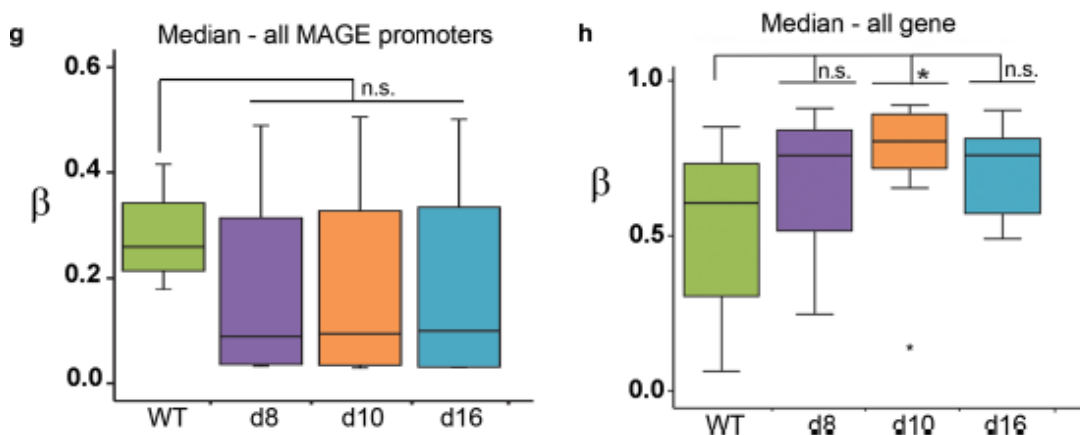 g
Median - all MAGE promoters
0.6
n.s.
0.4
β
0.2
0.0
WT d8 d10 d16
h
Median - all gene
n.s. * n.s.
1.0
β
0.5
*
0.0
WT d8 d10 d16